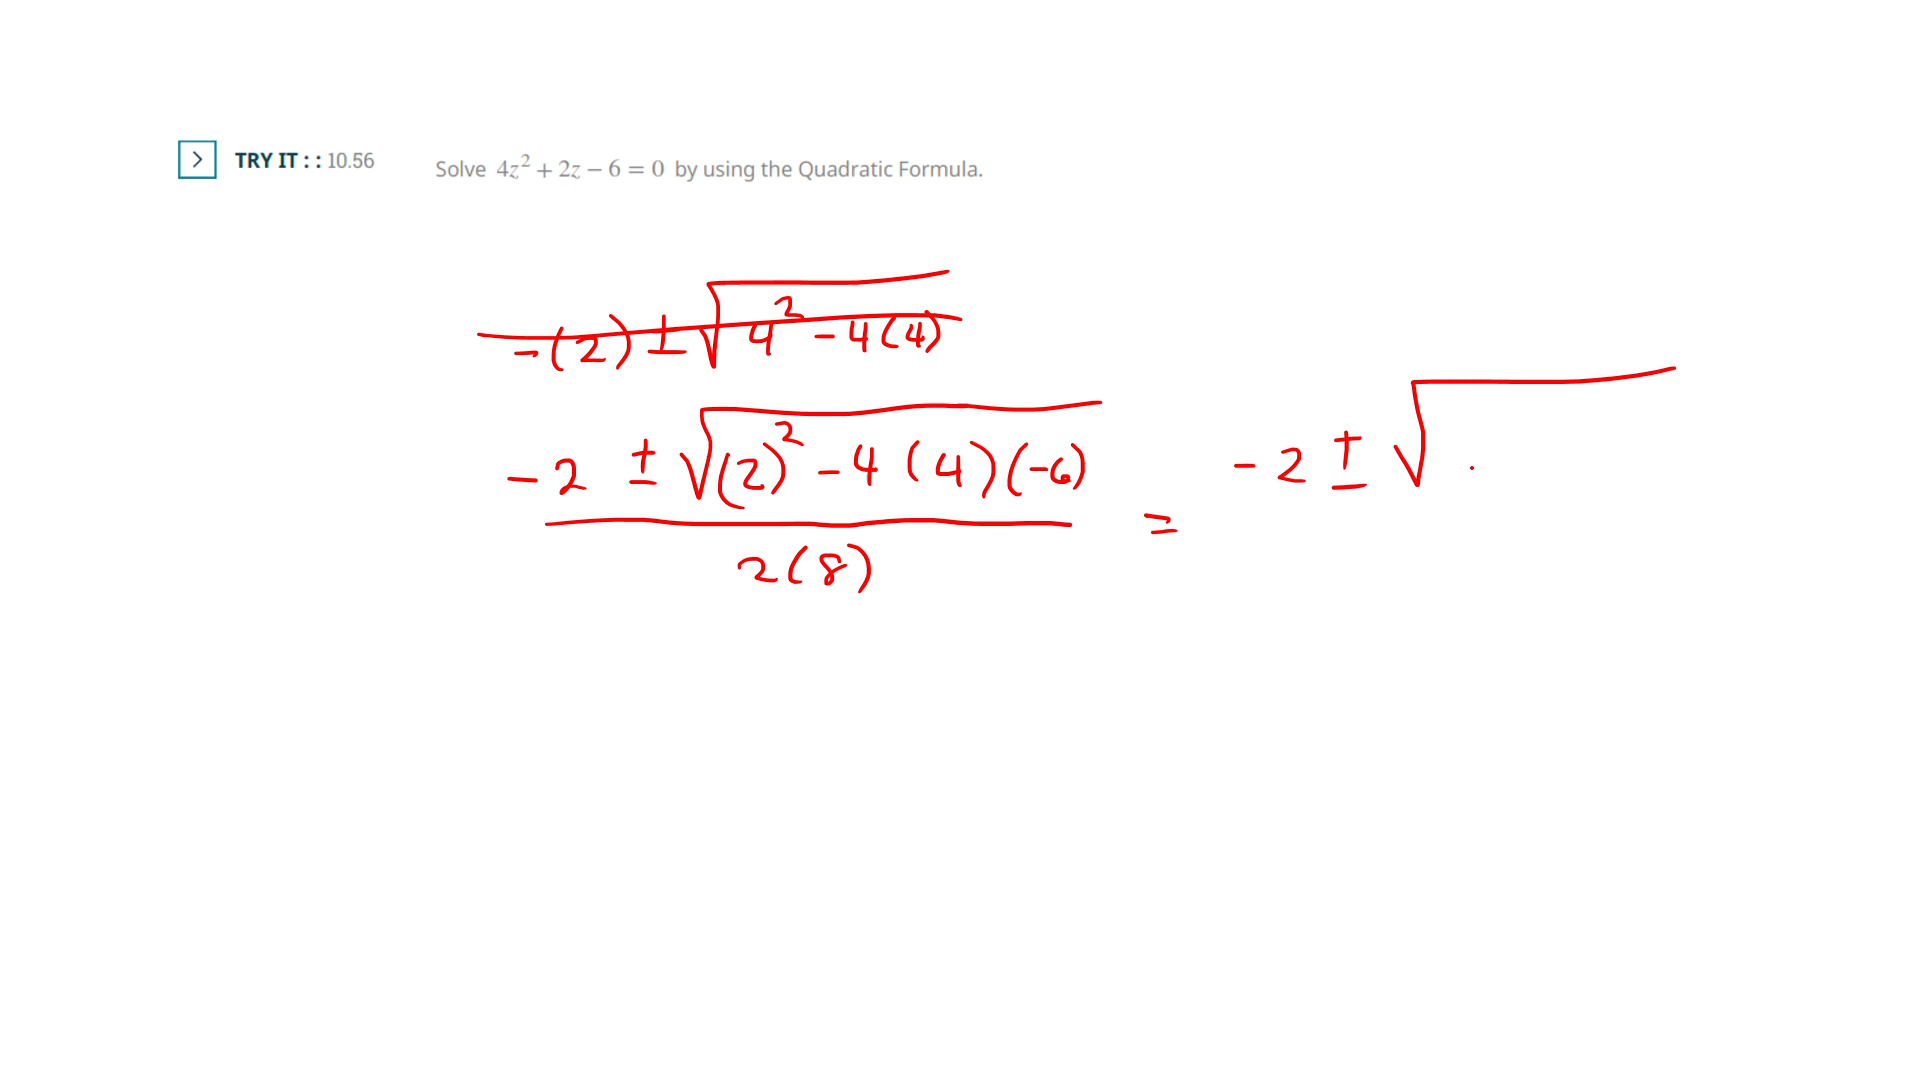 > TRY IT : : 10.56 Solve 4z² + 2z − 6 = 0 by using the Quadratic Formula.
-(2) ± √4² - 4(4)
-2 ± √(2)² - 4(4)(-6) = -2 ± √
2(8)